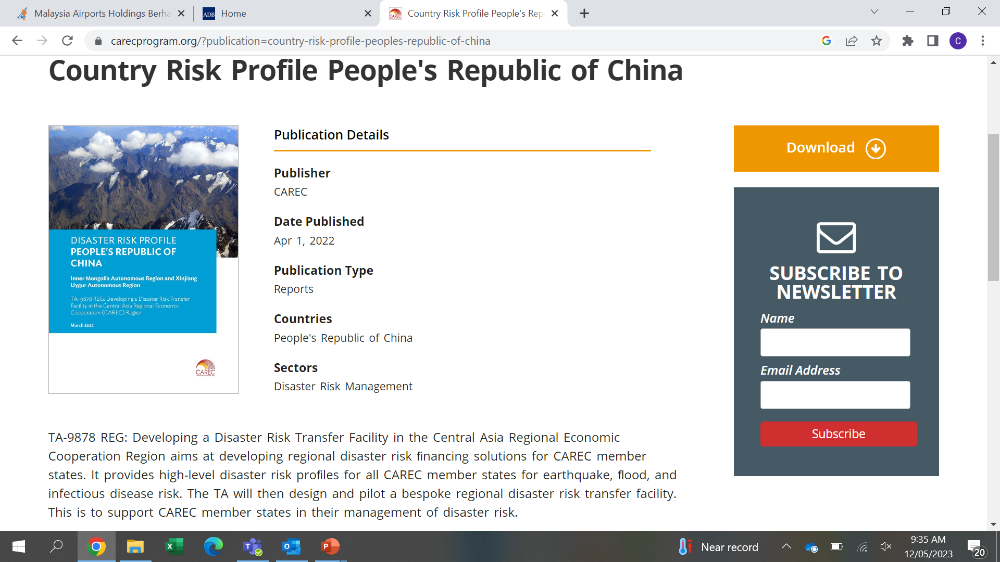 Malaysia Airports Holdings Berha
ADB
Home
CAREC
Country Risk Profile People's Rep
carecprogram.org/?publication=country-risk-profile-peoples-republic-of-china
C
Country Risk Profile People's Republic of China
DISASTER RISK PROFILE
PEOPLE'S REPUBLIC OF
CHINA
Inner Mongolia Autonomous Region and Xinjiang
Uygur Autonomous Region
TA-9878 REG: Developing a Disaster Risk Transfer
Facility in the Central Asia Regional Economic
Cooperation (CAREC) Region
March 2022
CAREC
Publication Details
Publisher
CAREC
Date Published
Apr 1, 2022
Publication Type
Reports
Countries
People's Republic of China
Sectors
Disaster Risk Management
Download
SUBSCRIBE TO
NEWSLETTER
Name
Email Address
Subscribe
TA-9878 REG: Developing a Disaster Risk Transfer Facility in the Central Asia Regional Economic
Cooperation Region aims at developing regional disaster risk financing solutions for CAREC member
states. It provides high-level disaster risk profiles for all CAREC member states for earthquake, flood, and
infectious disease risk. The TA will then design and pilot a bespoke regional disaster risk transfer facility.
This is to support CAREC member states in their management of disaster risk.
Near record
9:35 AM
12/05/2023
20